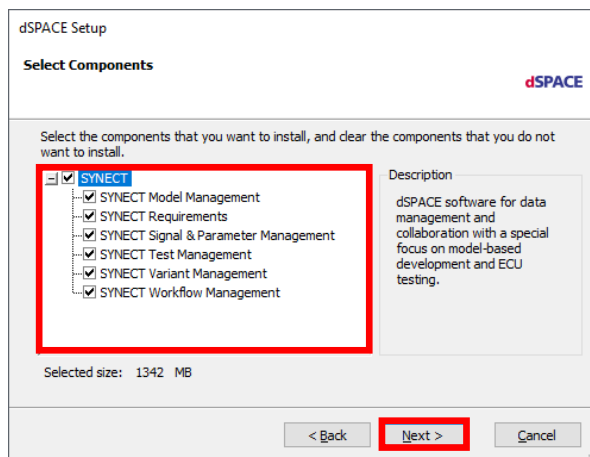 dSPACE Setup
Select Components
dSPACE
Select the components that you want to install, and clear the components that you do not
want to install.
SYNECT
SYNECT Model Management
SYNECT Requirements
SYNECT Signal & Parameter Management
SYNECT Test Management
SYNECT Variant Management
SYNECT Workflow Management
Description
dSPACE software for data
management and
collaboration with a special
focus on model-based
development and ECU
testing.
Selected size: 1342 MB
< Back
Next >
Cancel